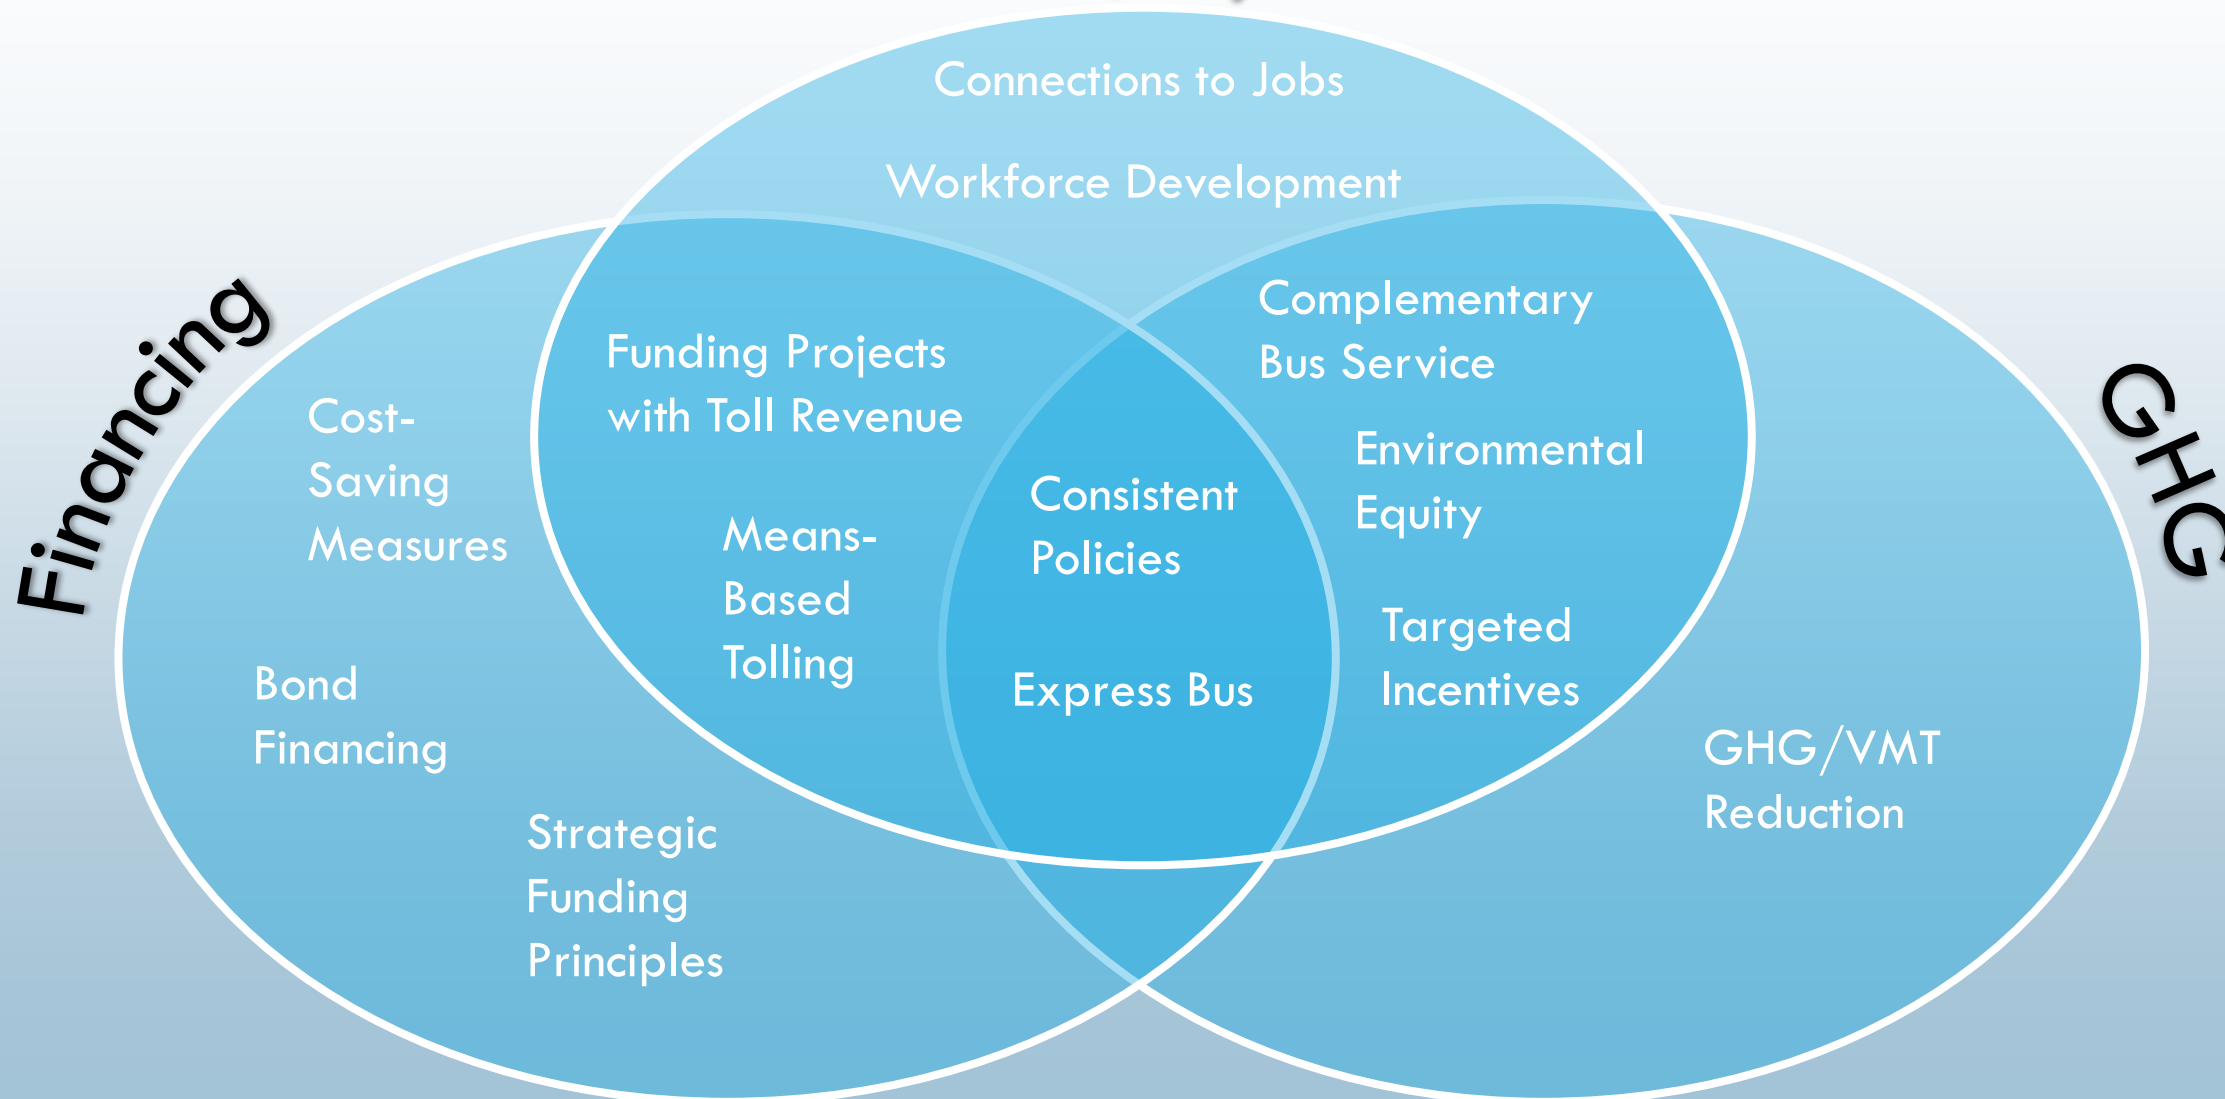 Connections to Jobs
Workforce Development
Financing
GHG
Complementary
Bus Service
Funding Projects
with Toll Revenue
Cost-
Saving
Measures
Environmental
Equity
Consistent
Policies
Means-
Based
Tolling
Targeted
Incentives
Express Bus
Bond
Financing
GHG/VMT
Reduction
Strategic
Funding
Principles